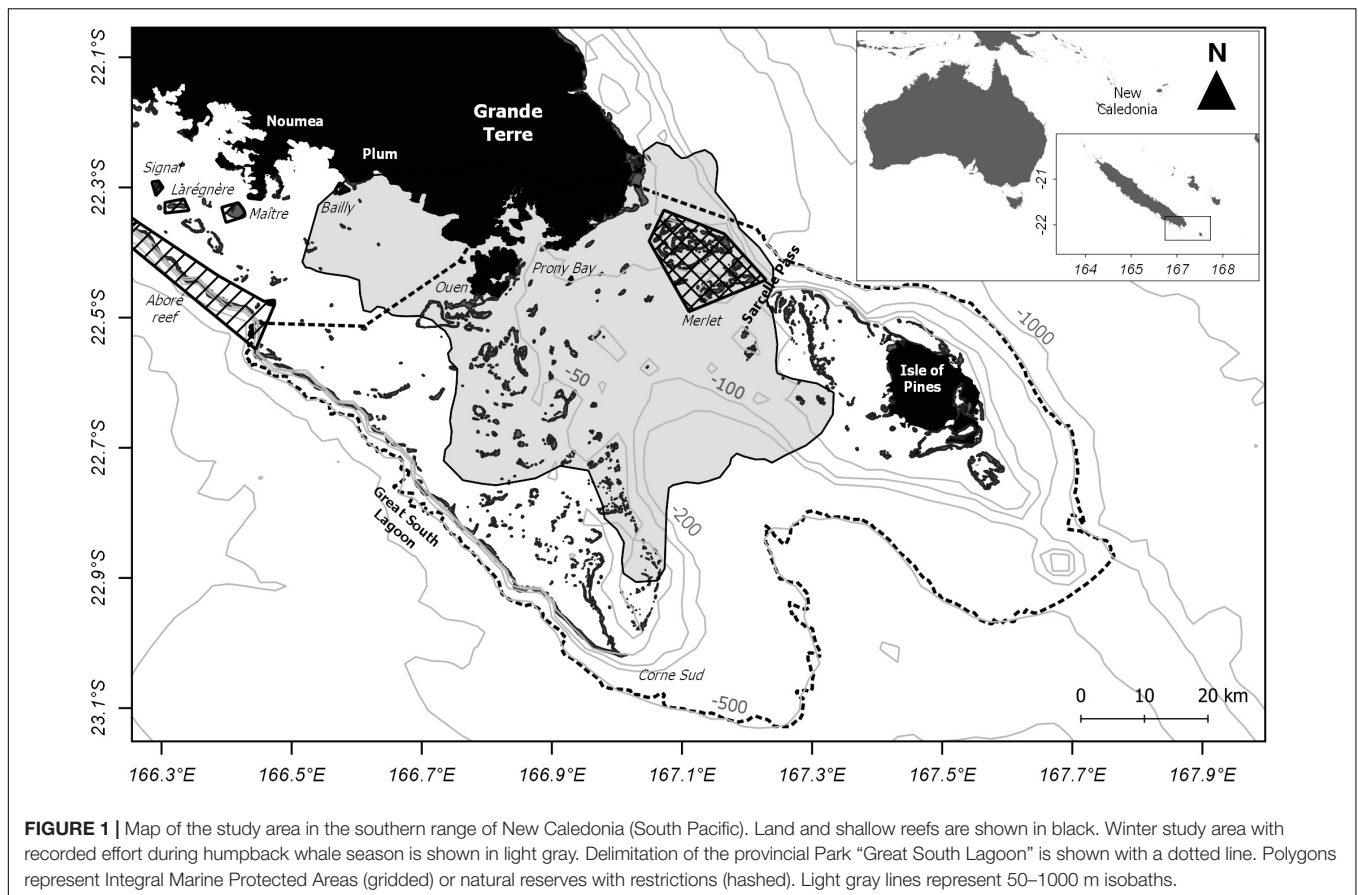 22.1°S
22.3°S
22.5°S
22.7°S
22.9°S
23.1°S
Grande
Terre
Noumea
Plum
Signal
Larégnère
Maître
Bailly
Aboré
reef
Ouen
Prony Bay
Merlet
Sarcelle Pass
Isle of
Pines
Great South
Lagoon
Corne Sud
-50
-100
-200
-500
-1000
N
New
Caledonia
-21
-22
164
165
166
167
168
0
10
20 km
166.3°E
166.5°E
166.7°E
166.9°E
167.1°E
167.3°E
167.5°E
167.7°E
167.9°E
FIGURE 1 | Map of the study area in the southern range of New Caledonia (South Pacific). Land and shallow reefs are shown in black. Winter study area with
recorded effort during humpback whale season is shown in light gray. Delimitation of the provincial Park “Great South Lagoon” is shown with a dotted line. Polygons
represent Integral Marine Protected Areas (gridded) or natural reserves with restrictions (hashed). Light gray lines represent 50–1000 m isobaths.